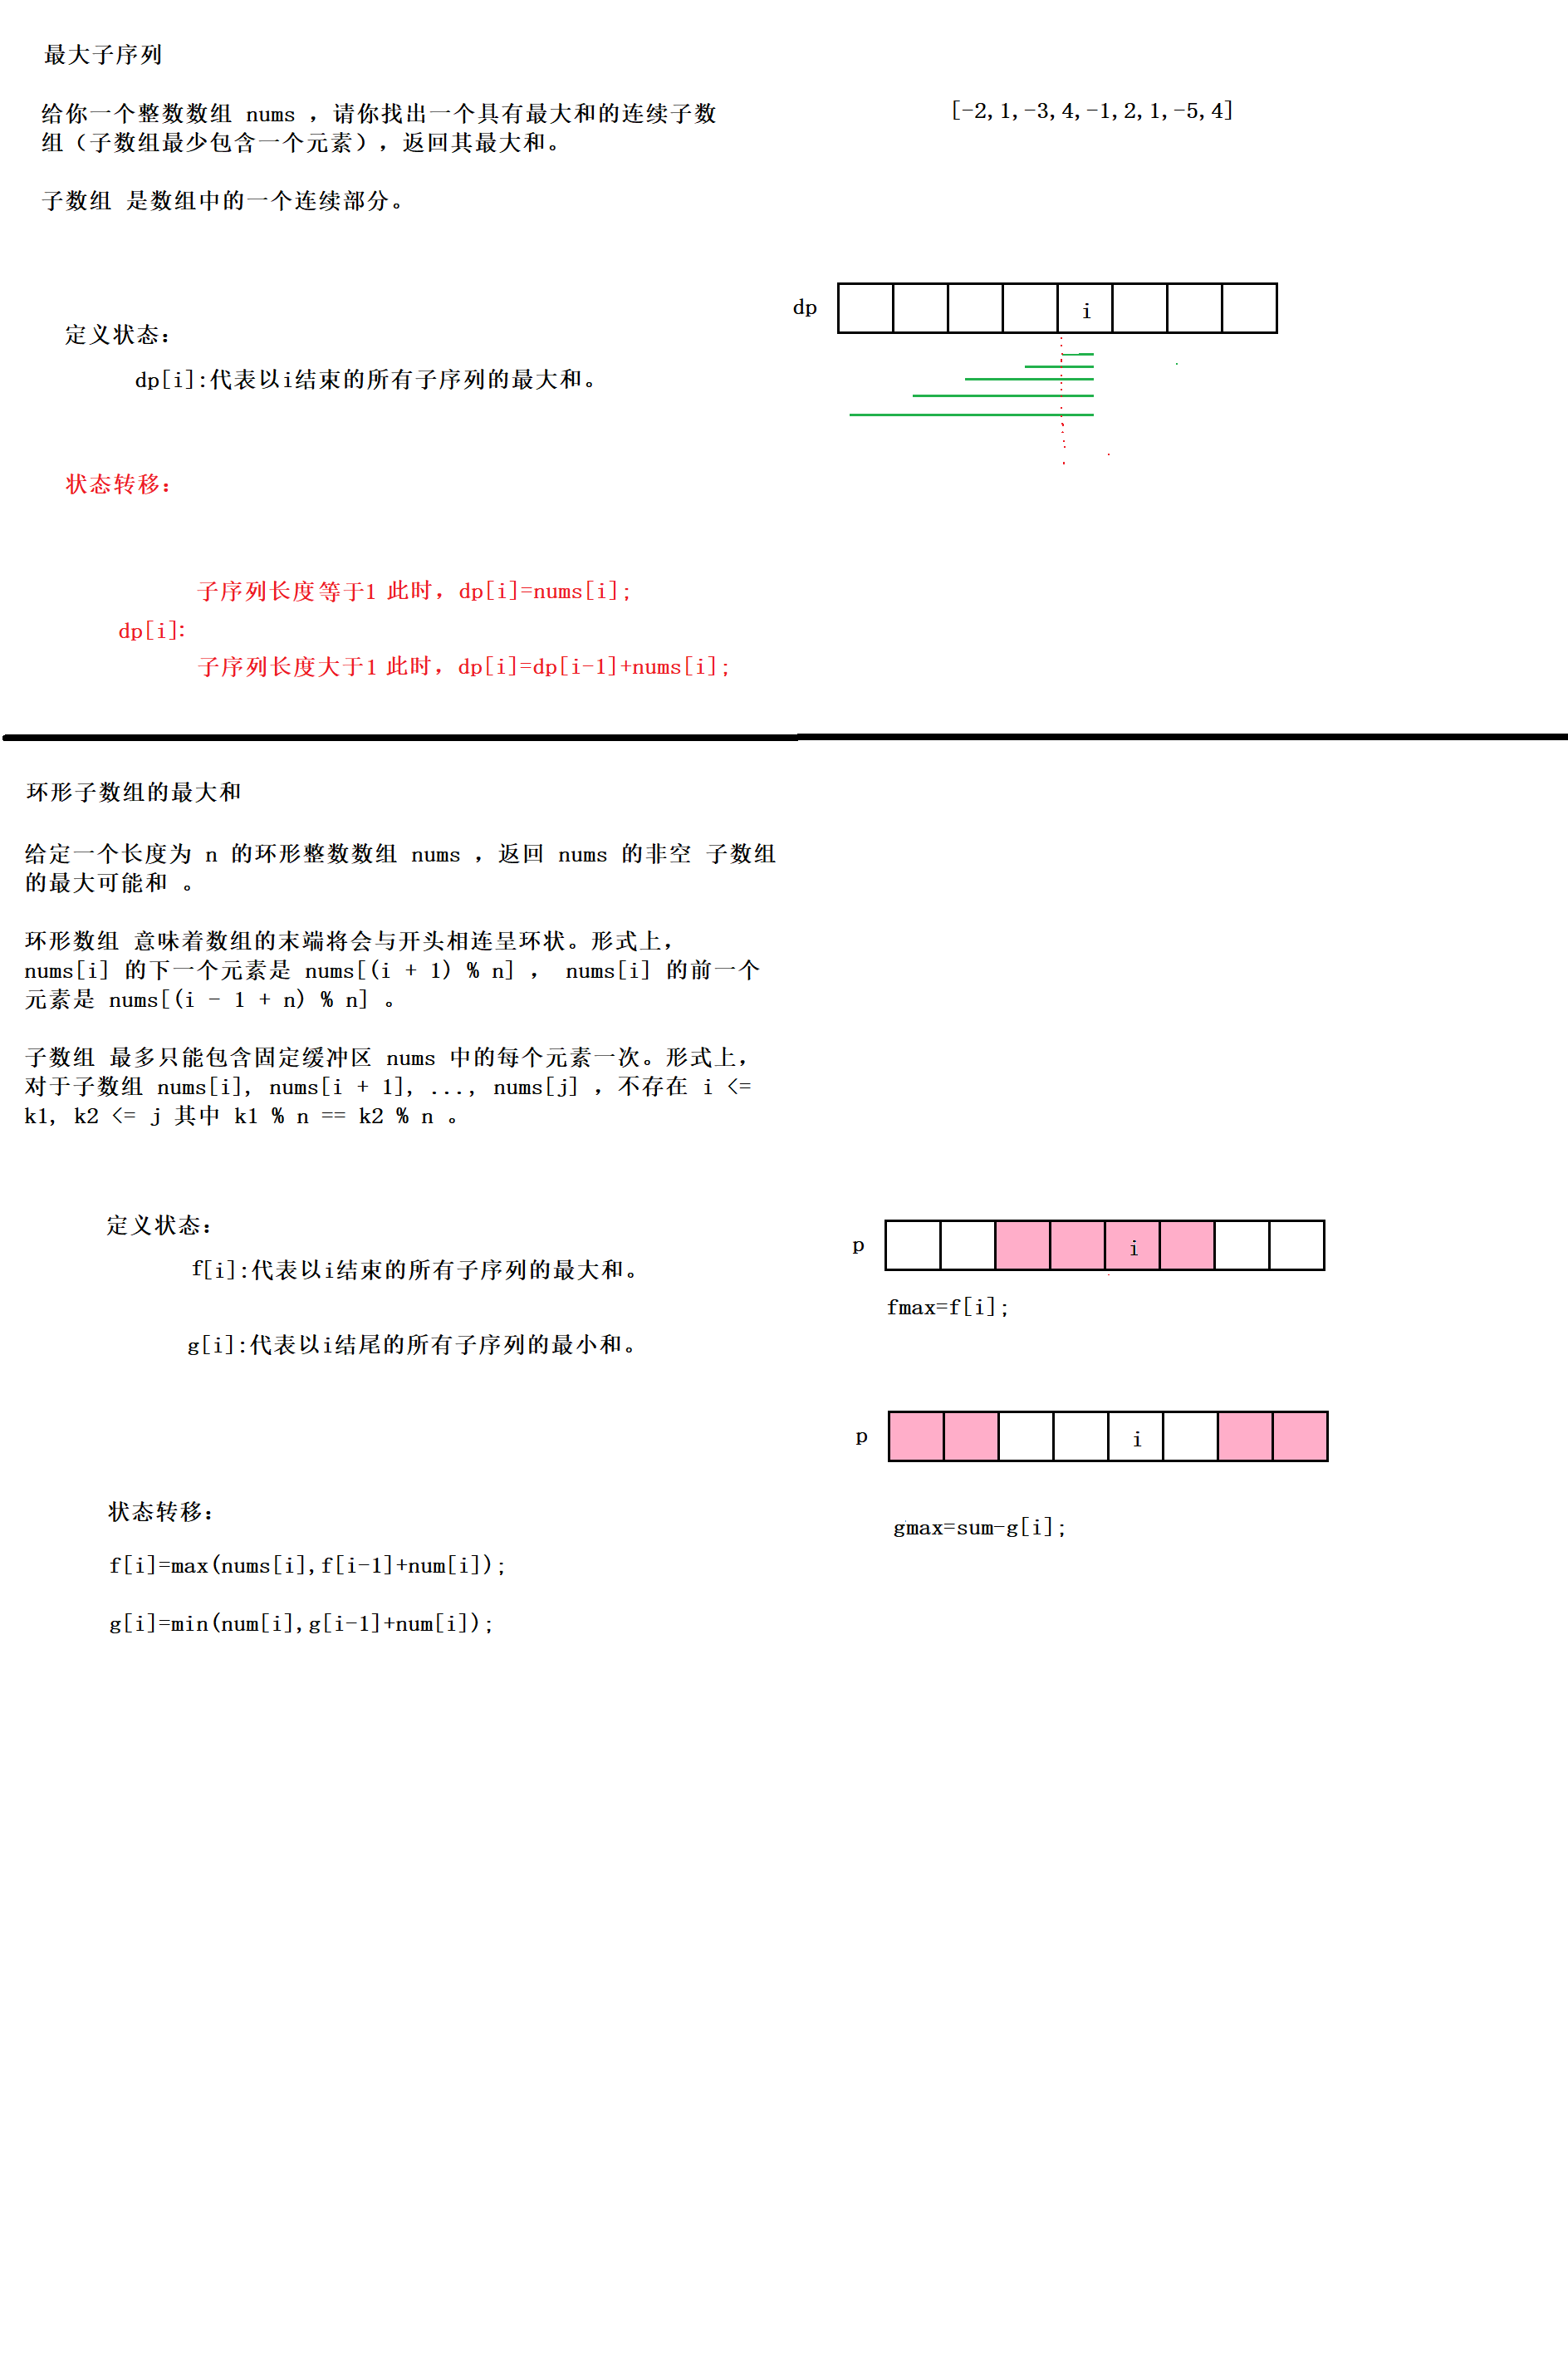 最大子序列
给你一个整数数组 nums ，请你找出一个具有最大和的连续子数
组（子数组最少包含一个元素），返回其最大和。
子数组 是数组中的一个连续部分。
[-2,1,-3,4,-1,2,1,-5,4]
dp
i
定义状态：
dp[i]:代表以i结束的所有子序列的最大和。
状态转移：
子序列长度等于1 此时，dp[i]=nums[i];
dp[i]:
子序列长度大于1 此时，dp[i]=dp[i-1]+nums[i];
环形子数组的最大和
给定一个长度为 n 的环形整数数组 nums ，返回 nums 的非空 子数组
的最大可能和 。
环形数组 意味着数组的末端将会与开头相连呈环状。形式上，
nums[i] 的下一个元素是 nums[(i + 1) % n] ， nums[i] 的前一个
元素是 nums[(i - 1 + n) % n] 。
子数组 最多只能包含固定缓冲区 nums 中的每个元素一次。形式上，
对于子数组 nums[i], nums[i + 1], ..., nums[j] ，不存在 i <=
k1, k2 <= j 其中 k1 % n == k2 % n 。
定义状态：
f[i]:代表以i结束的所有子序列的最大和。
g[i]:代表以i结尾的所有子序列的最小和。
p
i
fmax=f[i];
p
i
gmax=sum-g[i];
状态转移：
f[i]=max(nums[i],f[i-1]+num[i]);
g[i]=min(num[i],g[i-1]+num[i]);